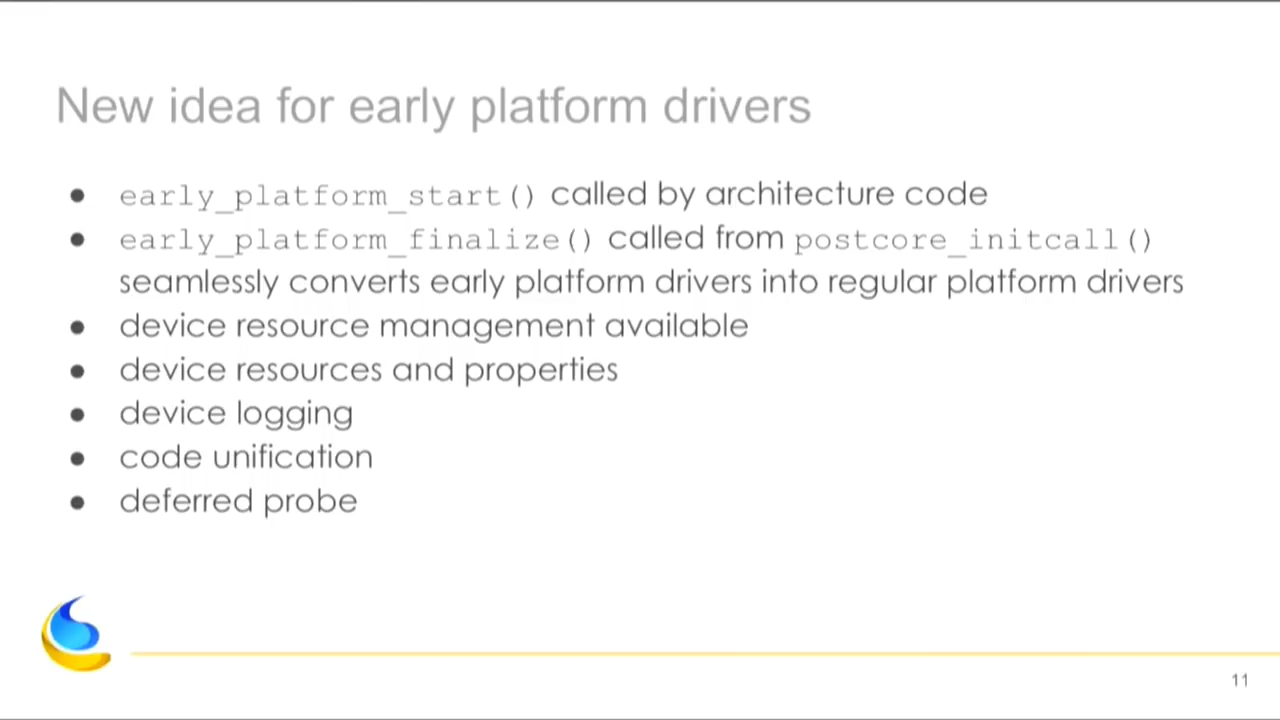 New idea for early platform drivers
● early_platform_start() called by architecture code
● early_platform_finalize() called from postcore_initcall()
seamlessly converts early platform drivers into regular platform drivers
● device resource management available
● device resources and properties
● device logging
● code unification
● deferred probe
11